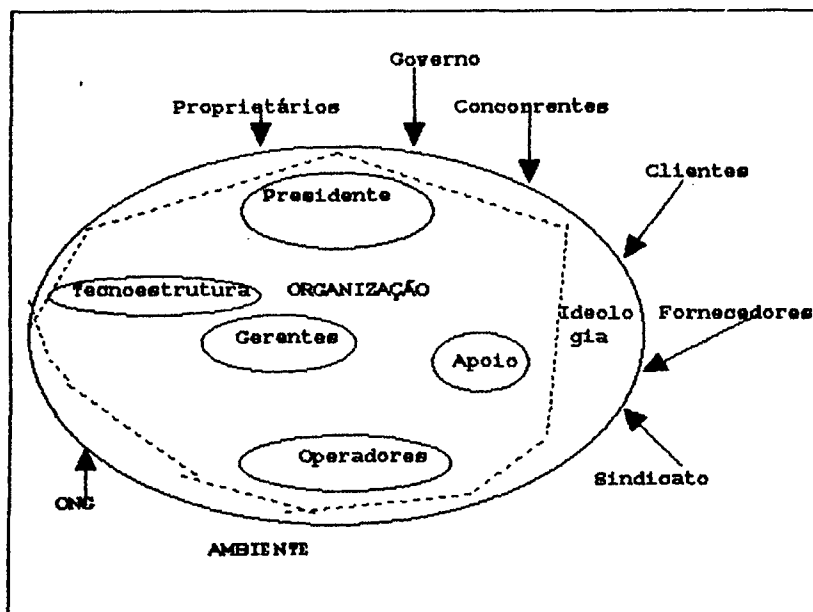 Governo
Proprietários
Concorrentes
Clientes
Presidente
Tecnoestrutura
ORGANIZAÇÃO
Ideolo
gia
Fornecedores
Gerentes
Apoio
Operadores
Sindicato
ONG
AMBIENTE